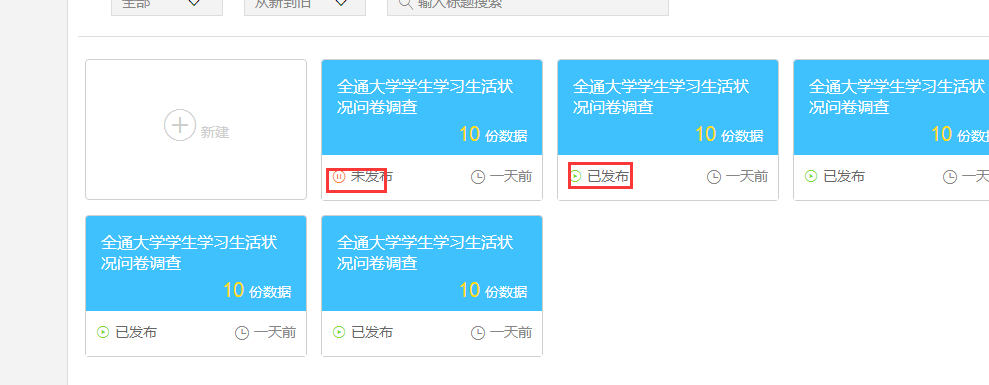 全部
从新到旧
输入标题搜索
新建
全通大学学生学习生活状
况问卷调查
10 份数据
未发布
一天前
全通大学学生学习生活状
况问卷调查
10 份数据
已发布
一天前
全通大学学生学习生活状
况问卷调查
10 份数据
已发布
一天前
全通大学学生学习生活状
况问卷调查
10 份数据
已发布
一天前
全通大学学生学习生活状
况问卷调查
10 份数据
已发布
一天前